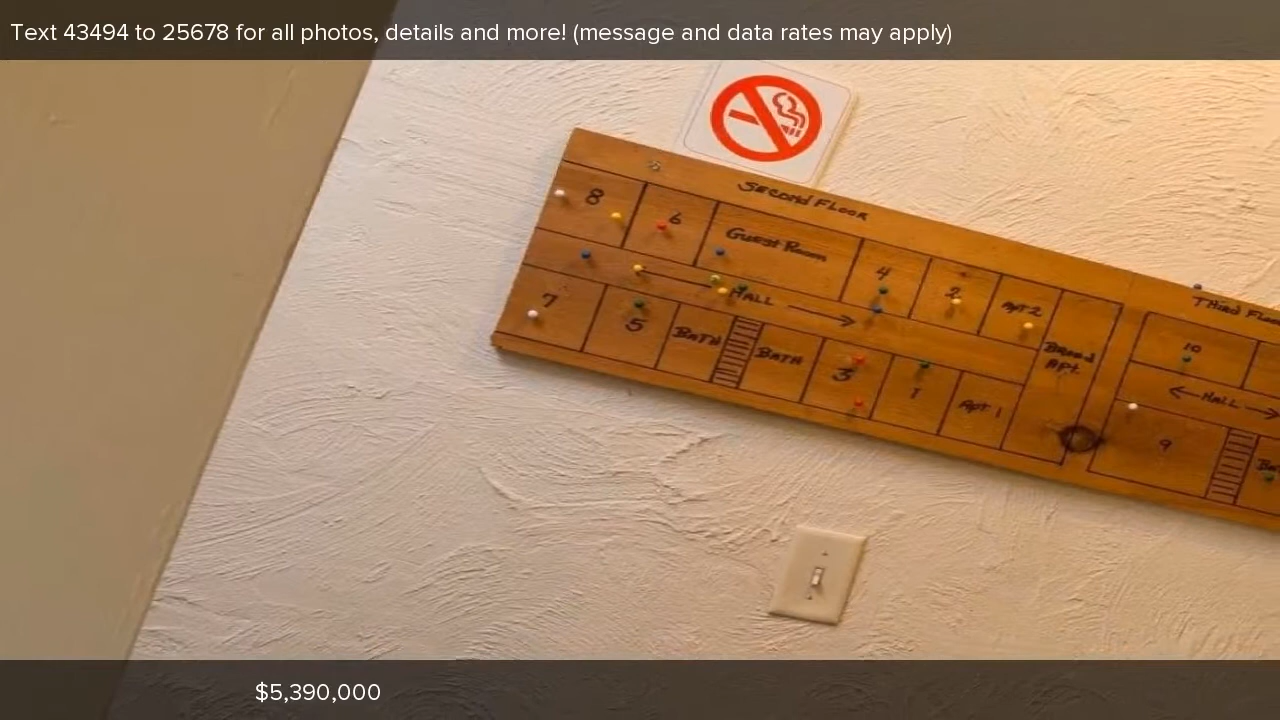 Text 43494 to 25678 for all photos, details and more! (message and data rates may apply)
SECOND FLOOR
8
6
Guest Room
4
2
APT 2
HALL
7
5
BATH
BATH
3
1
APT 1
Apt.
THIRD
10
HALL
9
$5,390,000